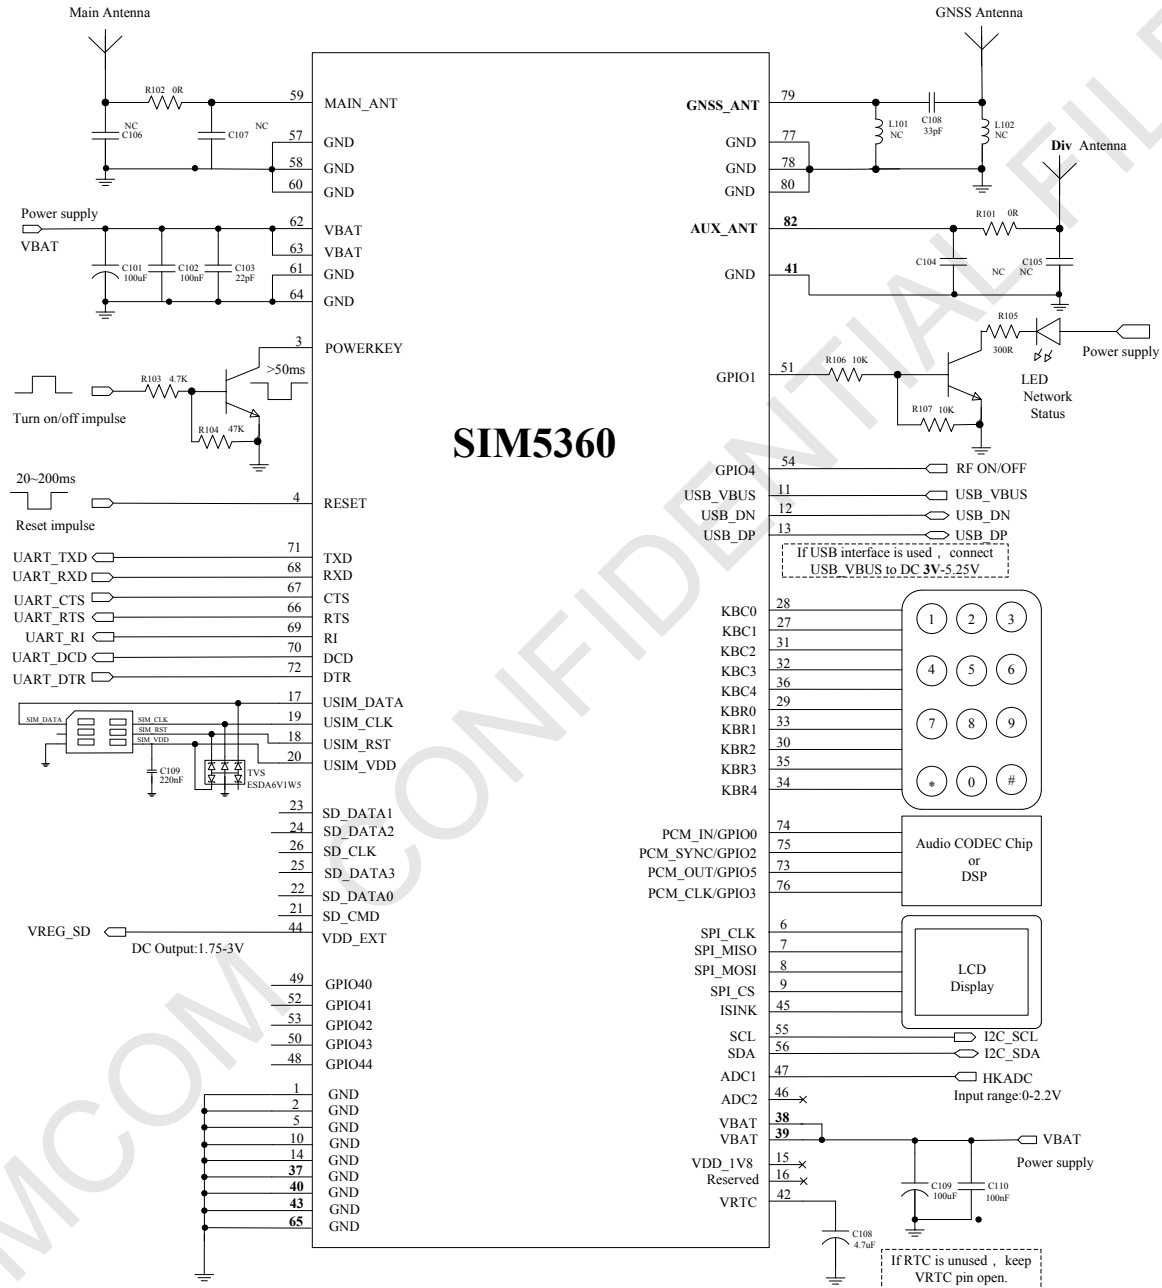 Main Antenna
GNSS Antenna
R102 0R
59 MAIN_ANT
NC
C106
NC
C107
57 GND
58 GND
60 GND
Power supply
VBAT
62 VBAT
63 VBAT
61 GND
64 GND
C101
100uF
C102
100nF
C103
22pF
3 POWERKEY
>50ms
R103 4.7K
R104 47K
Turn on/off impulse
20~200ms
Reset impulse
4 RESET
UART_TXD 71 TXD
UART_RXD 68 RXD
UART_CTS 67 CTS
UART_RTS 66 RTS
UART_RI 69 RI
UART_DCD 70 DCD
UART_DTR 72 DTR
17 USIM_DATA
19 USIM_CLK
18 USIM_RST
20 USIM_VDD
SIM_DATA
SIM_CLK
SIM_RST
SIM_VDD
C109
220nF
TVS
ESDA6V1W5
23 SD_DATA1
24 SD_DATA2
26 SD_CLK
25 SD_DATA3
22 SD_DATA0
21 SD_CMD
VREG_SD 44 VDD_EXT
DC Output:1.75-3V
49 GPIO40
52 GPIO41
53 GPIO42
50 GPIO43
48 GPIO44
1 GND
2 GND
5 GND
10 GND
14 GND
37 GND
40 GND
43 GND
65 GND
SIM5360
GNSS_ANT 79
GND 77
GND 78
GND 80
L101
NC
C108
33pF
L102
NC
Div Antenna
AUX_ANT 82
R101 0R
C104
NC
NC
C105
GND 41
R105
300R
Power supply
GPIO1 51
R106 10K
R107 10K
LED
Network
Status
GPIO4 54 RF ON/OFF
USB_VBUS 11 USB_VBUS
USB_DN 12 USB_DN
USB_DP 13 USB_DP
If USB interface is used , connect
USB_VBUS to DC 3V-5.25V
KBC0 28
KBC1 27
KBC2 31
KBC3 32
KBC4 36
KBR0 29
KBR1 33
KBR2 30
KBR3 35
KBR4 34
1 2 3
4 5 6
7 8 9
* 0 #
PCM_IN/GPIO0 74
PCM_SYNC/GPIO2 75
PCM_OUT/GPIO5 73
PCM_CLK/GPIO3 76
Audio CODEC Chip
or
DSP
SPI_CLK 6
SPI_MISO 7
SPI_MOSI 8
SPI_CS 9
ISINK 45
LCD
Display
SCL 55 I2C_SCL
SDA 56 I2C_SDA
ADC1 47 HKADC
Input range:0-2.2V
ADC2 46
VBAT 38
VBAT 39
VBAT
Power supply
VDD_1V8 15
Reserved 16
VRTC 42
C109
100uF
C110
100nF
C108
4.7uF
If RTC is unused , keep
VRTC pin open.
MCOM CONFIDENTIAL FILE